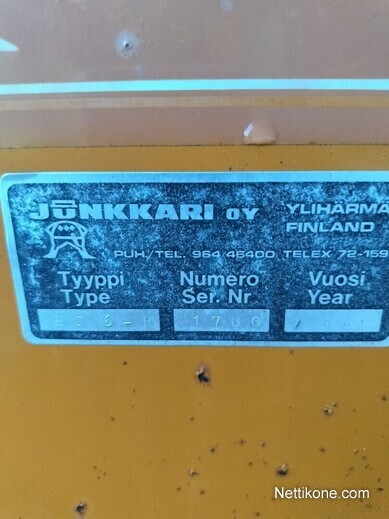 JUNKKARI OY YLIHÄRMÄ
FINLAND
PUH./TEL. 964/46400 TELEX 72-159
Tyyppi Numero Vuosi
Type Ser. Nr Year
1706
Nettikone.com